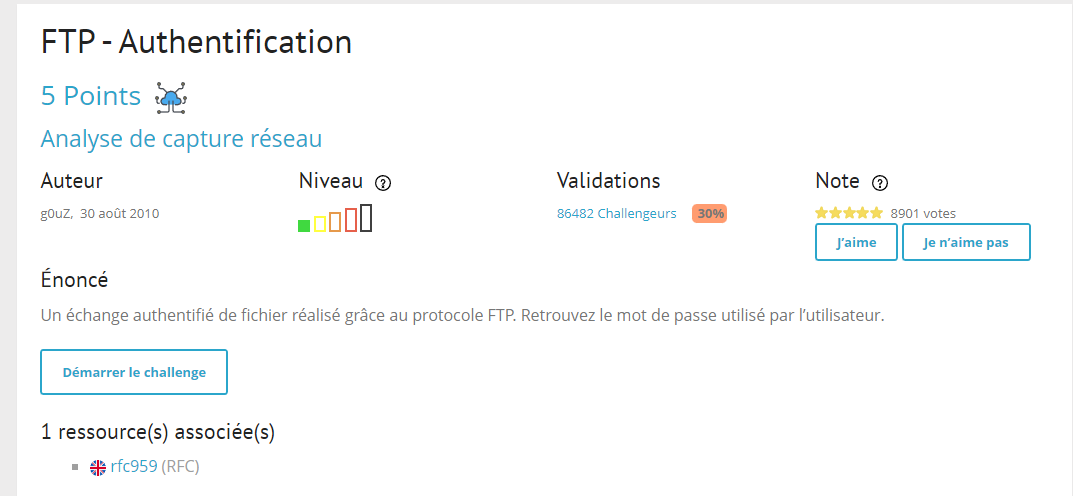 FTP - Authentification
5 Points
Analyse de capture réseau
Auteur
Niveau ?
Validations
Note ?
g0uZ, 30 août 2010
86482 Challengeurs 30%
8901 votes
J’aime
Je n’aime pas
Énoncé
Un échange authentifié de fichier réalisé grâce au protocole FTP. Retrouvez le mot de passe utilisé par l’utilisateur.
Démarrer le challenge
1 ressource(s) associée(s)
rfc959 (RFC)